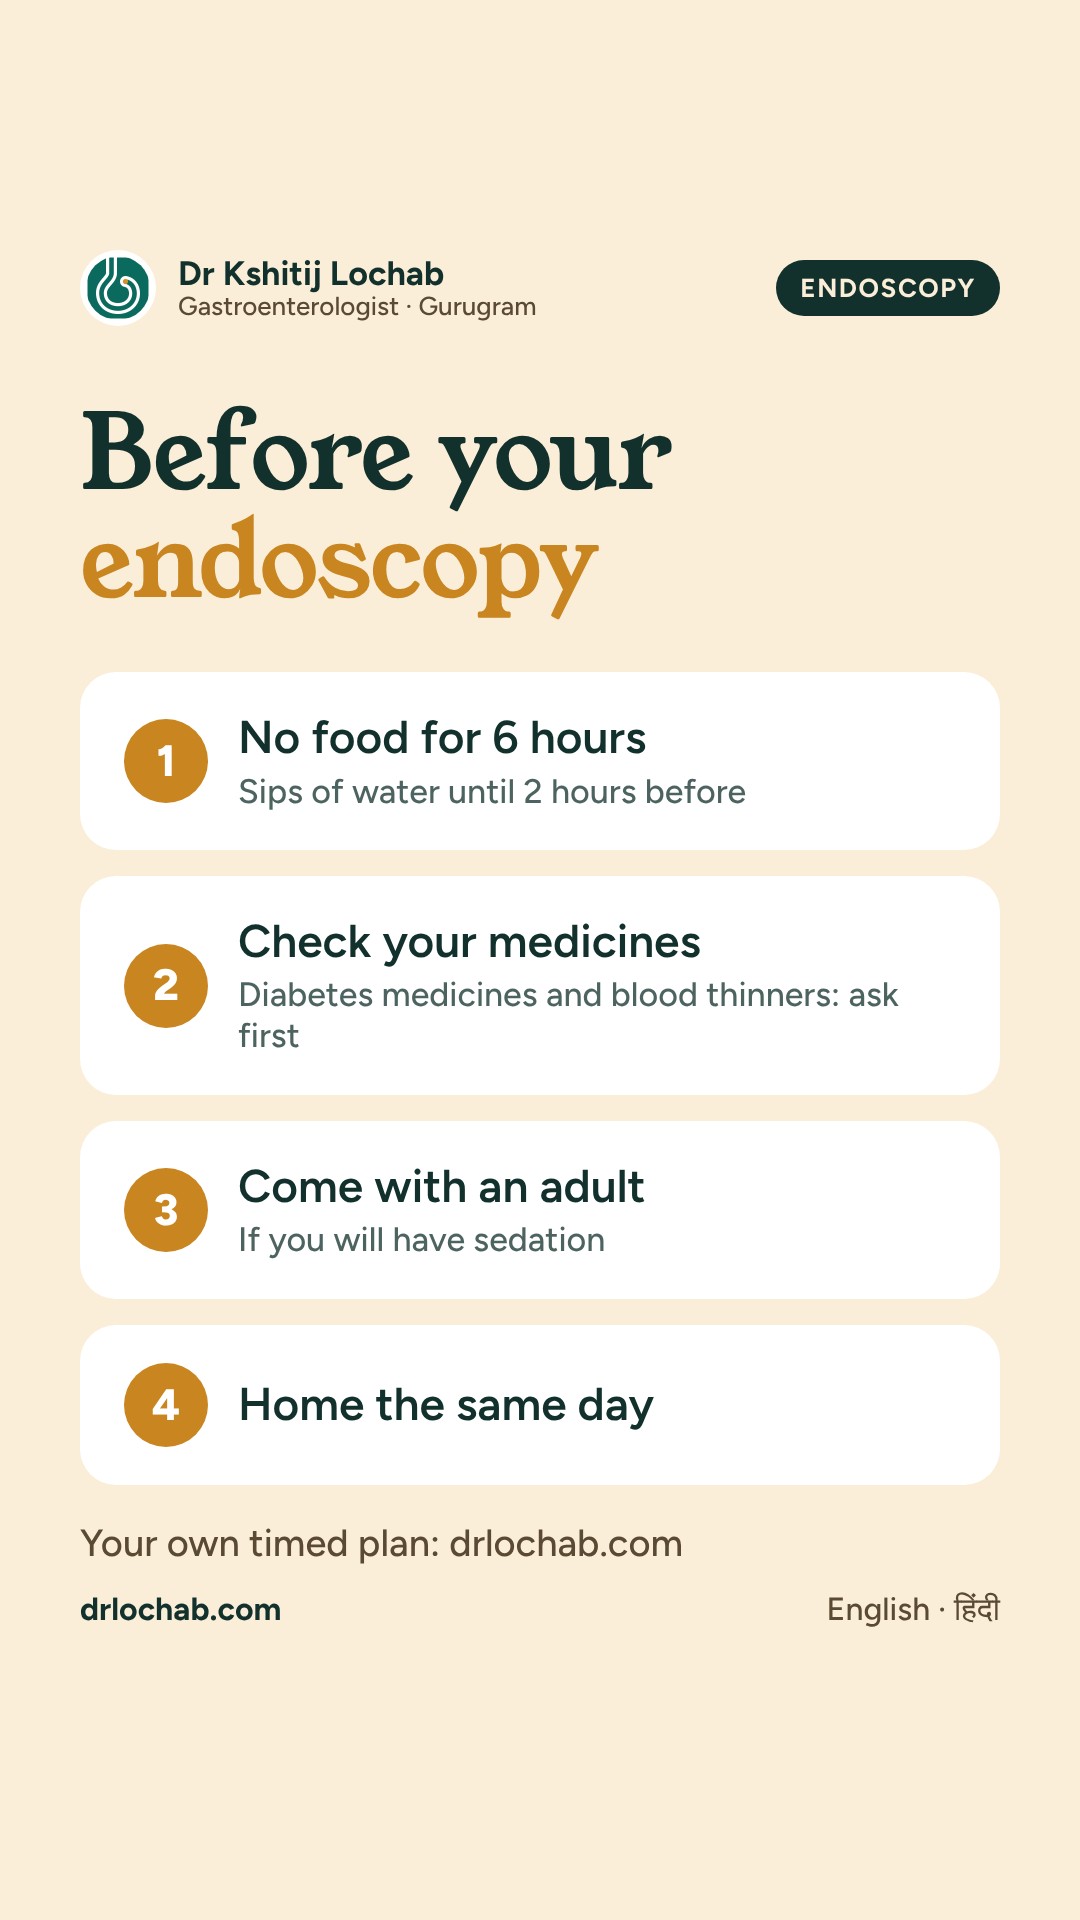 Dr Kshitij Lochab
Gastroenterologist · Gurugram
ENDOSCOPY
Before your
endoscopy
1
No food for 6 hours
Sips of water until 2 hours before
2
Check your medicines
Diabetes medicines and blood thinners: ask
first
3
Come with an adult
If you will have sedation
4
Home the same day
Your own timed plan: drlochab.com
drlochab.com
English · हिंदी